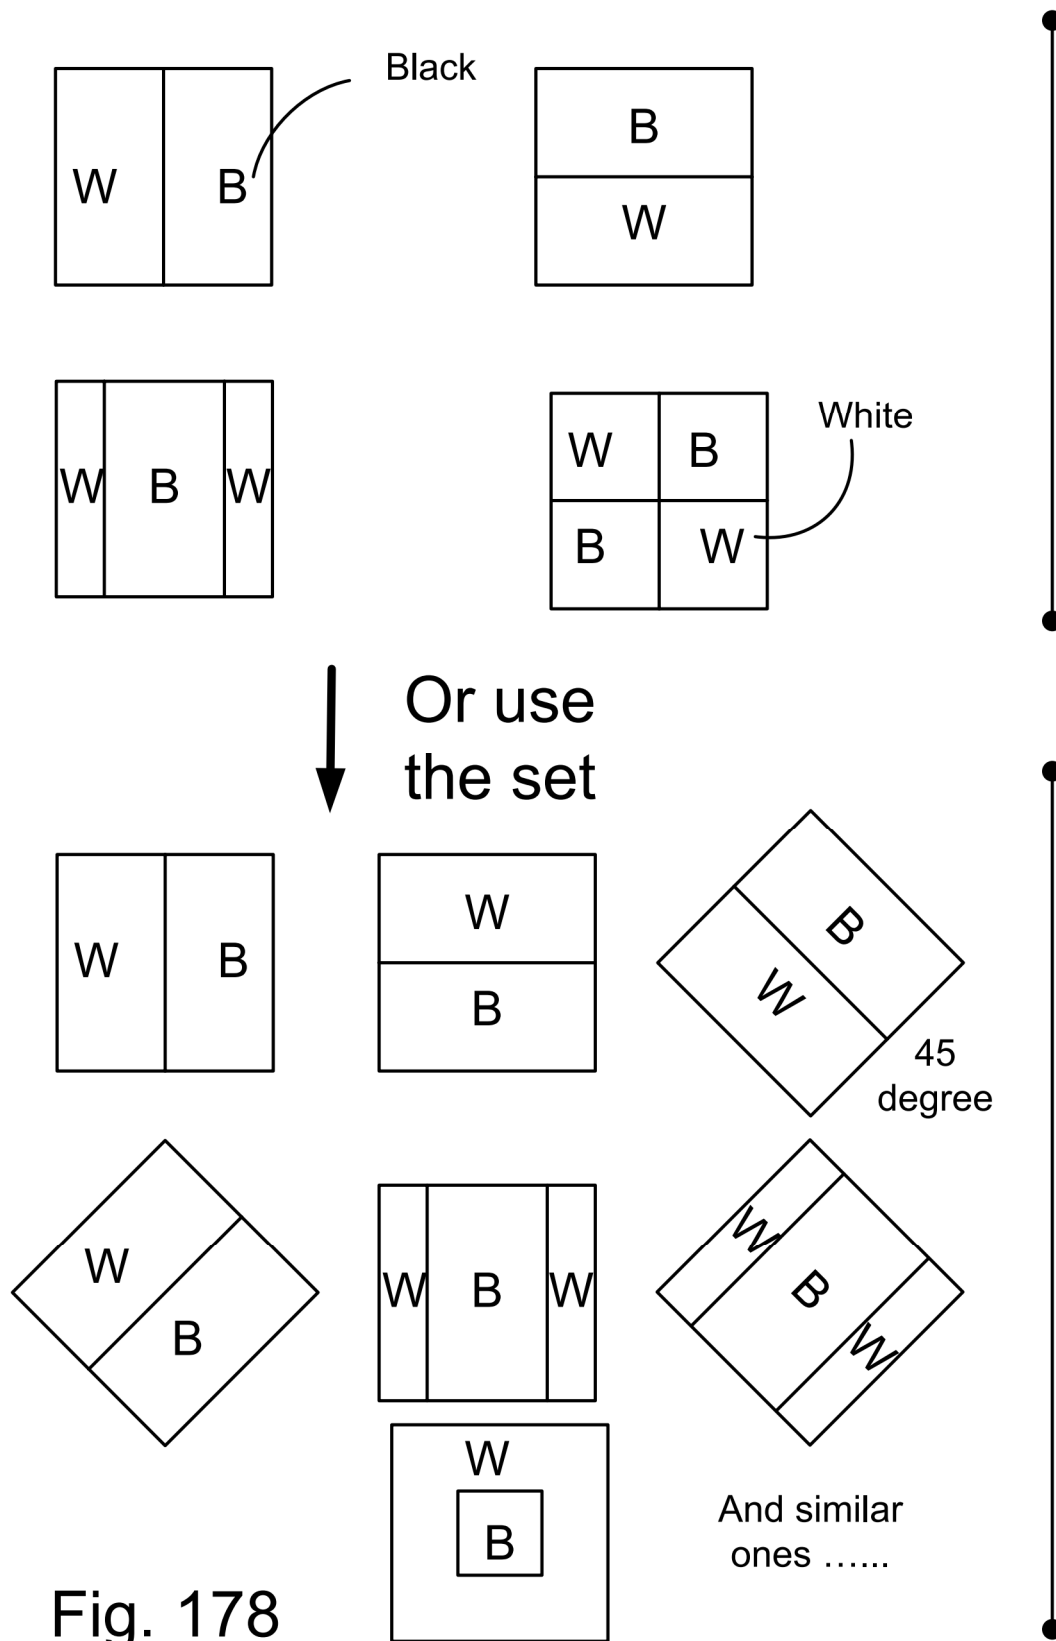 Black
W B
B
W
W B W
W B
B W
White
Or use
the set
W B
W
B
B
W
45
degree
W
B
W B W
W
B
W
W
B
And similar
ones …...
Fig. 178